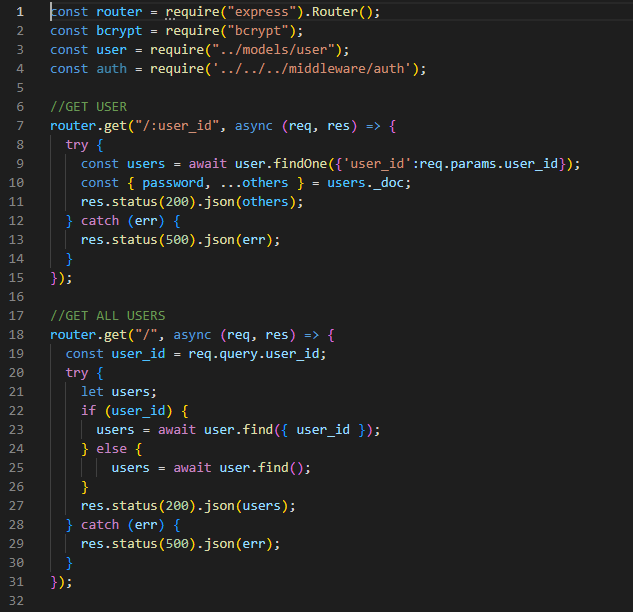 1 const router = require("express").Router();
2 const bcrypt = require("bcrypt");
3 const user = require("../models/user");
4 const auth = require('../../../middleware/auth');
5
6 //GET USER
7 router.get("/:user_id", async (req, res) => {
8 try {
9 const users = await user.findOne({'user_id':req.params.user_id});
10 const { password, ...others } = users._doc;
11 res.status(200).json(others);
12 } catch (err) {
13 res.status(500).json(err);
14 }
15 });
16
17 //GET ALL USERS
18 router.get("/", async (req, res) => {
19 const user_id = req.query.user_id;
20 try {
21 let users;
22 if (user_id) {
23 users = await user.find({ user_id });
24 } else {
25 users = await user.find();
26 }
27 res.status(200).json(users);
28 } catch (err) {
29 res.status(500).json(err);
30 }
31 });
32